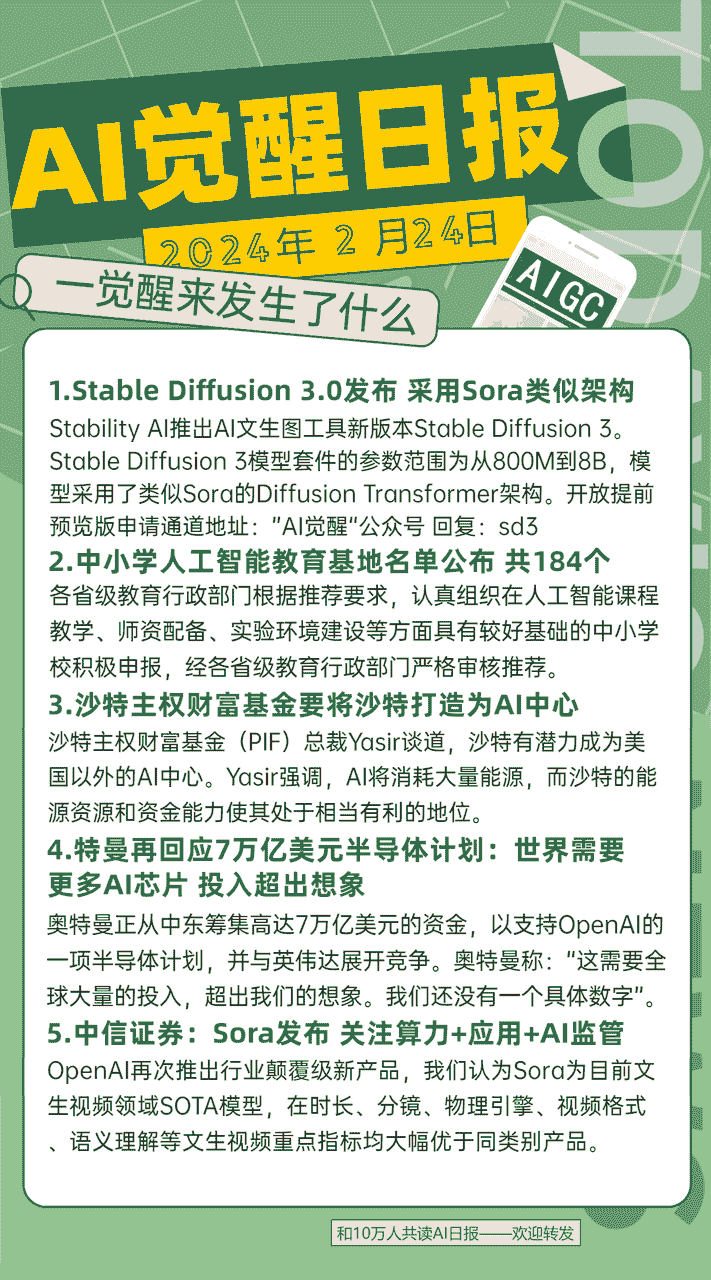 AI觉醒日报
2024年 2 月24日
一觉醒来发生了什么
AIGC
1.Stable Diffusion 3.0发布 采用Sora类似架构
Stability AI推出AI文生图工具新版本Stable Diffusion 3。
Stable Diffusion 3模型套件的参数范围为从800M到8B，模
型采用了类似Sora的Diffusion Transformer架构。开放提前
预览版申请通道地址："AI觉醒"公众号 回复：sd3
2.中小学人工智能教育基地名单公布 共184个
各省级教育行政部门根据推荐要求，认真组织在人工智能课程
教学、师资配备、实验环境建设等方面具有较好基础的中小学
校积极申报，经各省级教育行政部门严格审核推荐。
3.沙特主权财富基金要将沙特打造为AI中心
沙特主权财富基金（PIF）总裁Yasir谈道，沙特有潜力成为美
国以外的AI中心。Yasir强调，AI将消耗大量能源，而沙特的能
源资源和资金能力使其处于相当有利的地位。
4.特曼再回应7万亿美元半导体计划：世界需要
更多AI芯片 投入超出想象
奥特曼正从中东筹集高达7万亿美元的资金，以支持OpenAI的
一项半导体计划，并与英伟达展开竞争。奥特曼称："这需要全
球大量的投入，超出我们的想象。我们还没有一个具体数字"。
5.中信证券：Sora发布 关注算力+应用+AI监管
OpenAI再次推出行业颠覆级新产品，我们认为Sora为目前文
生视频领域SOTA模型，在时长、分镜、物理引擎、视频格式
、语义理解等文生视频重点指标均大幅优于同类别产品。
和10万人共读AI日报——欢迎转发